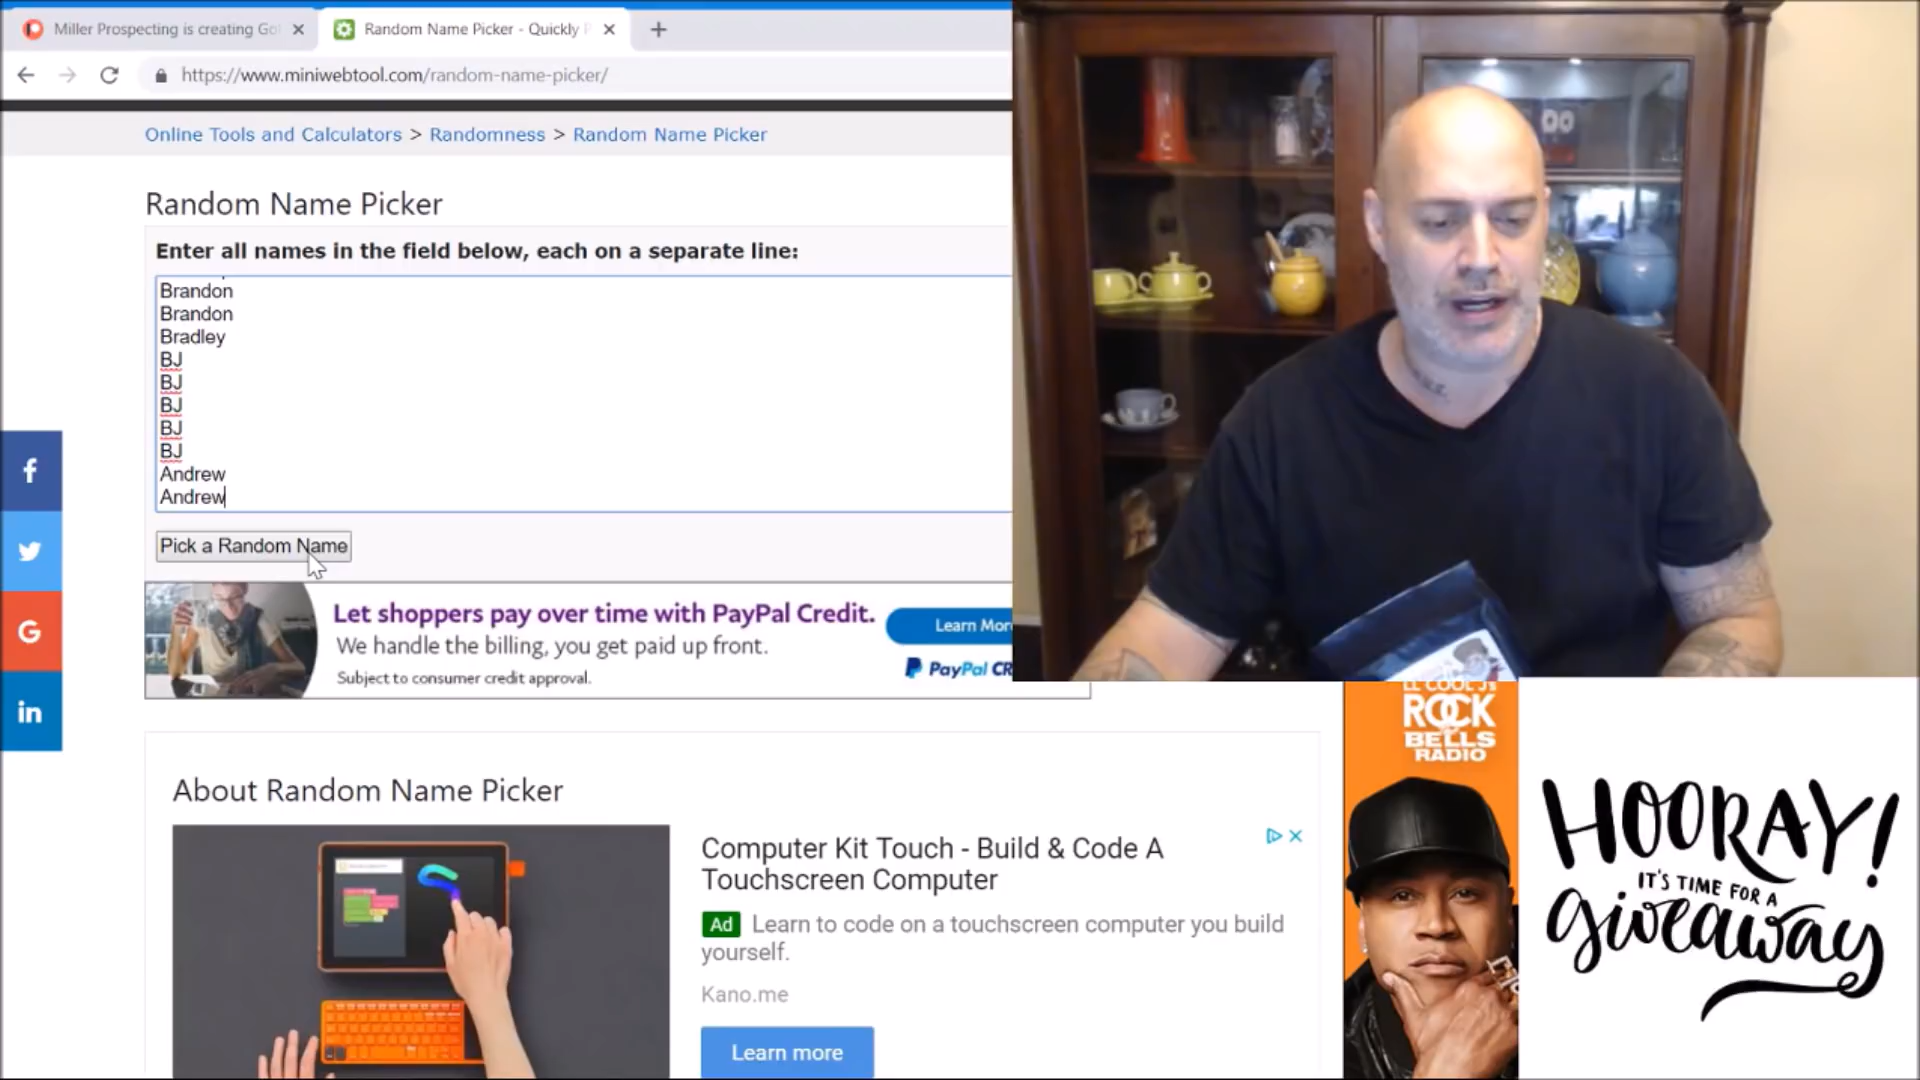 Miller Prospecting is creating Go
Random Name Picker - Quickly P
https://www.miniwebtool.com/random-name-picker/
Online Tools and Calculators > Randomness > Random Name Picker
Random Name Picker
Enter all names in the field below, each on a separate line:
Brandon
Brandon
Bradley
BJ
BJ
BJ
BJ
BJ
Andrew
Andrew
Pick a Random Name
f
G
in
Let shoppers pay over time with PayPal Credit.
We handle the billing, you get paid up front.
Subject to consumer credit approval.
Learn Mor
PayPal CR
About Random Name Picker
Computer Kit Touch - Build & Code A
Touchscreen Computer
Ad Learn to code on a touchscreen computer you build
yourself.
Kano.me
Learn more
LL COOL J's
ROCK
BELLS
RADIO
HOORAY!
IT'S TIME FOR A
giveaway